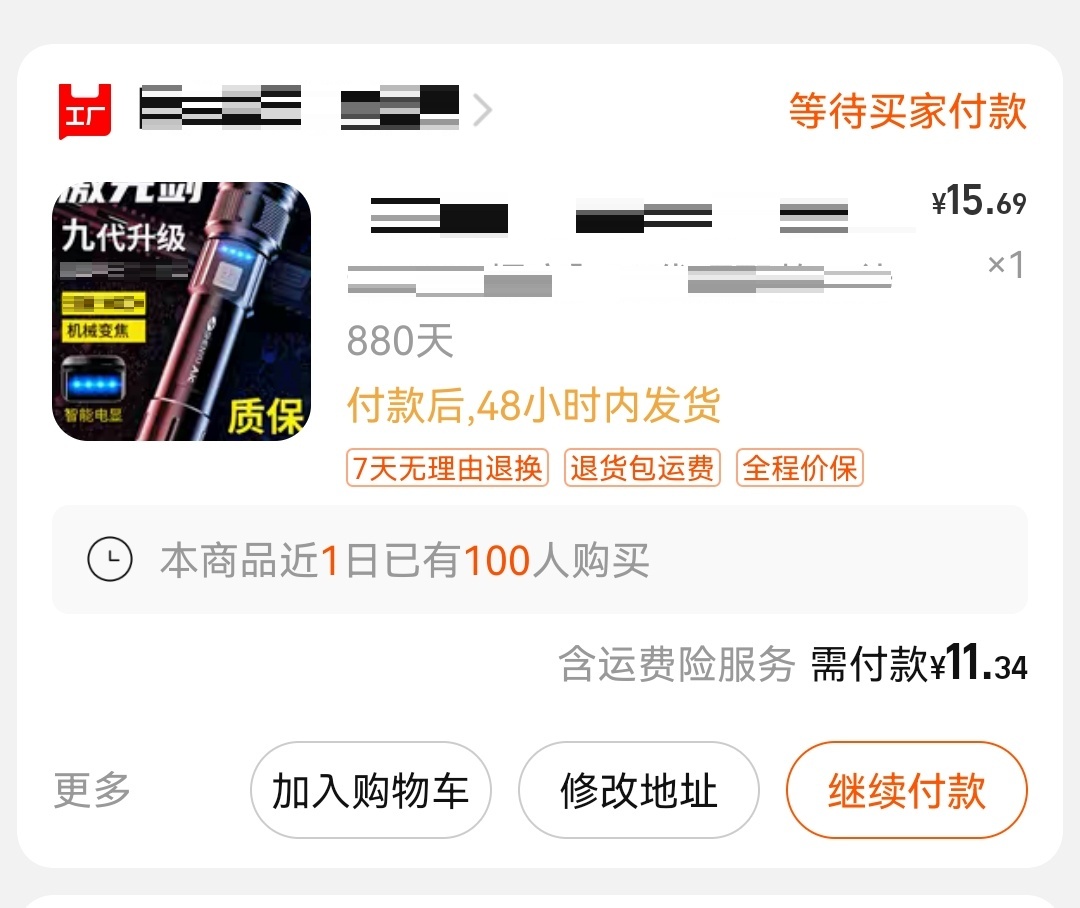 工厂
等待买家付款
激光剑
九代升级
机械变焦
智能电显
质保
¥15.69
×1
880天
付款后,48小时内发货
7天无理由退换 退货包运费 全程价保
本商品近1日已有100人购买
含运费险服务 需付款¥11.34
更多 加入购物车 修改地址 继续付款